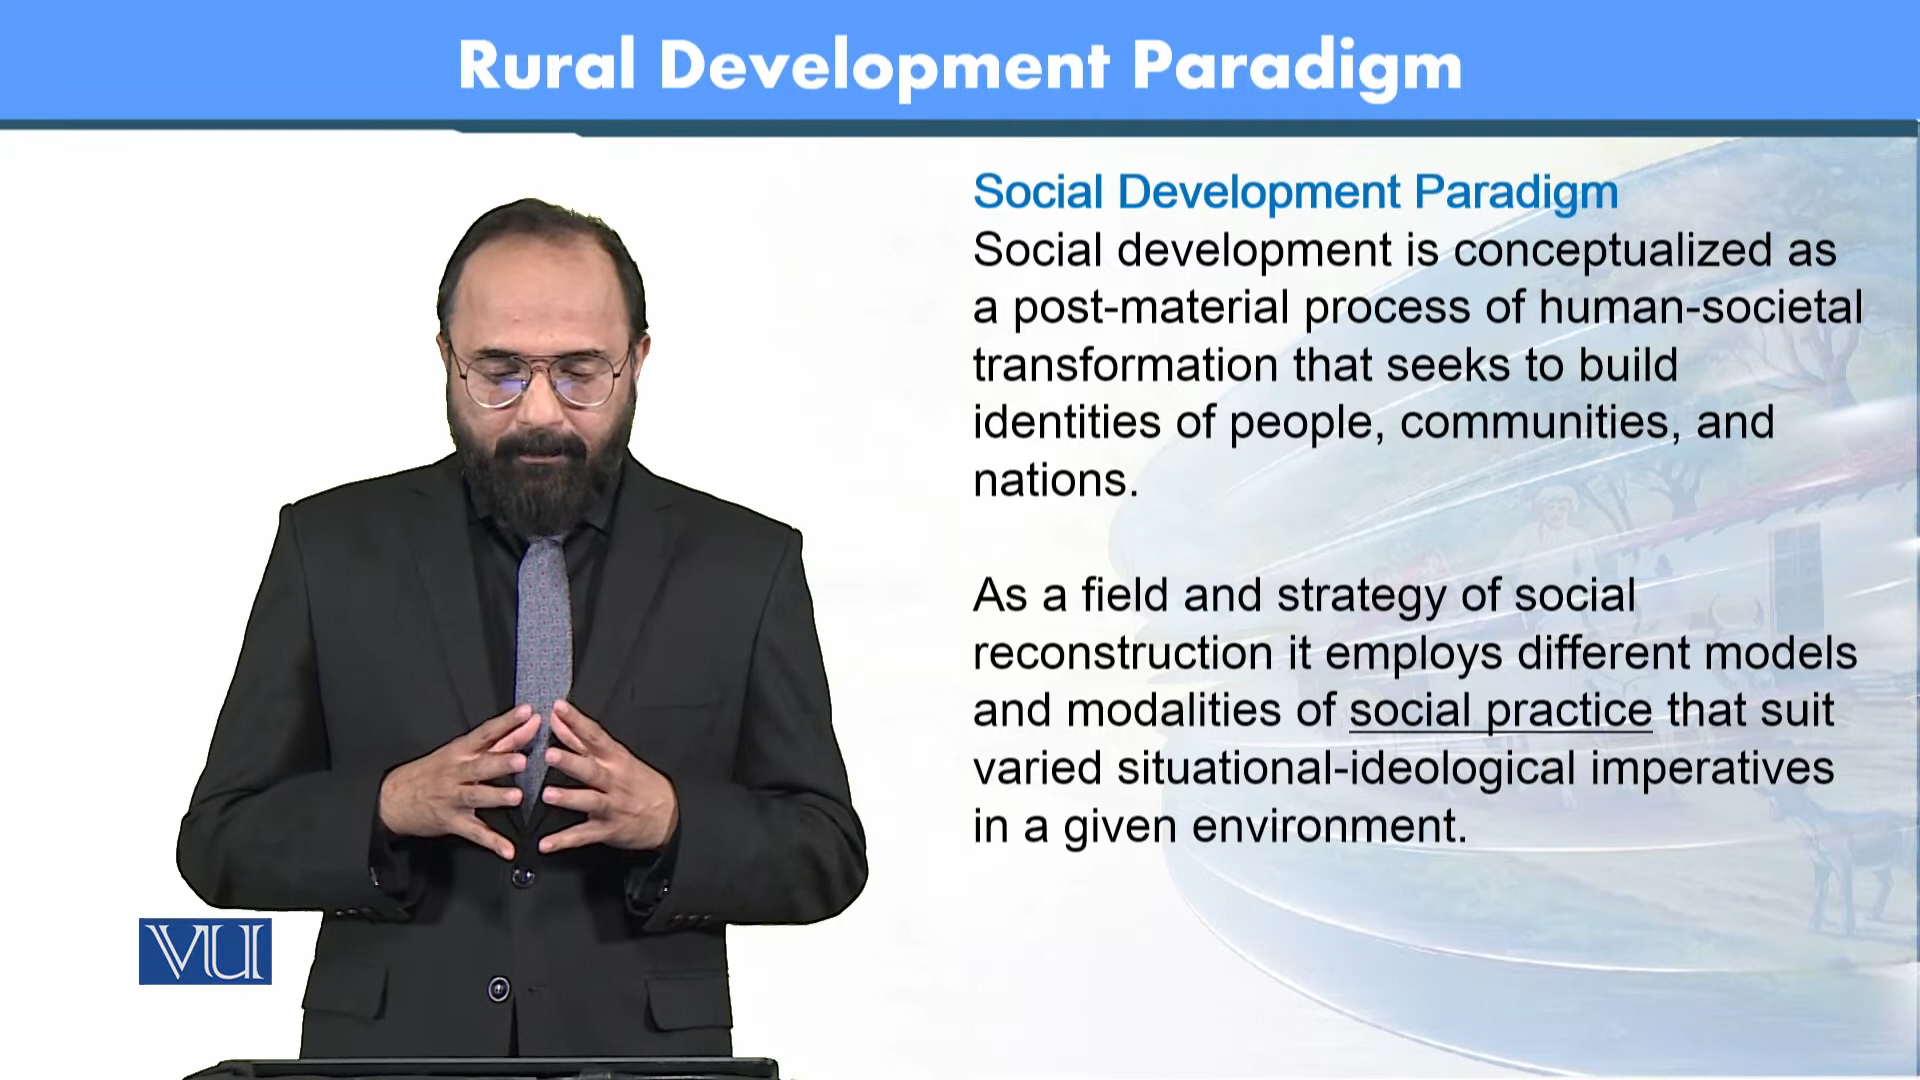 Rural Development Paradigm
Social Development Paradigm
Social development is conceptualized as
a post-material process of human-societal
transformation that seeks to build
identities of people, communities, and
nations.
As a field and strategy of social
reconstruction it employs different models
and modalities of social practice that suit
varied situational-ideological imperatives
in a given environment.
VU